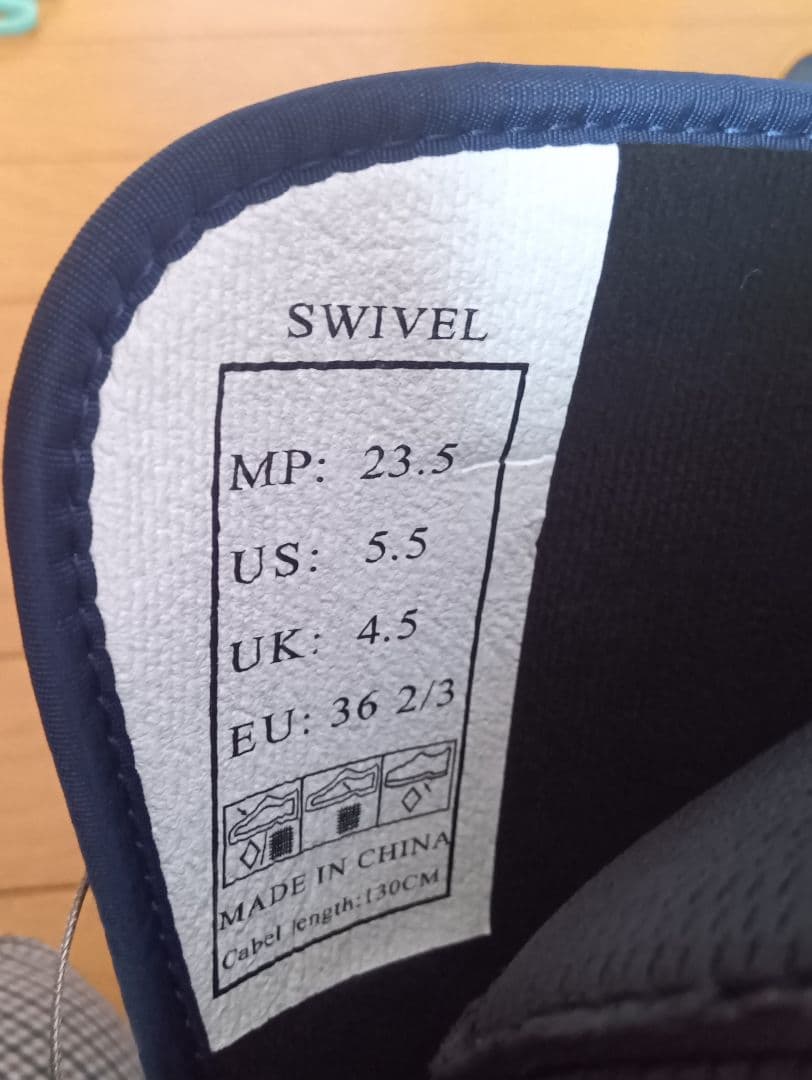 SWIVEL
MP: 23.5
US: 5.5
UK: 4.5
EU: 36 2/3
MADE IN CHINA
Cabel length:130CM